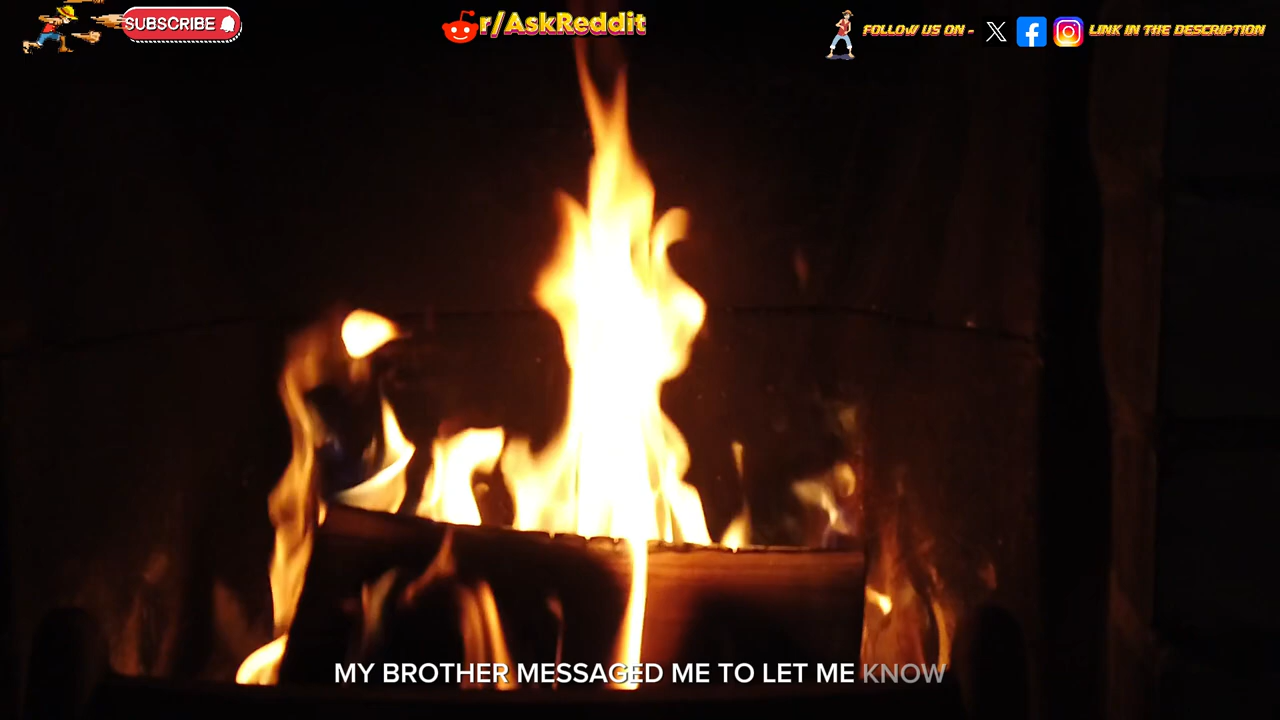 SUBSCRIBE
r/AskReddit
FOLLOW US ON -
LINK IN THE DESCRIPTION
MY BROTHER MESSAGED ME TO LET ME KNOW